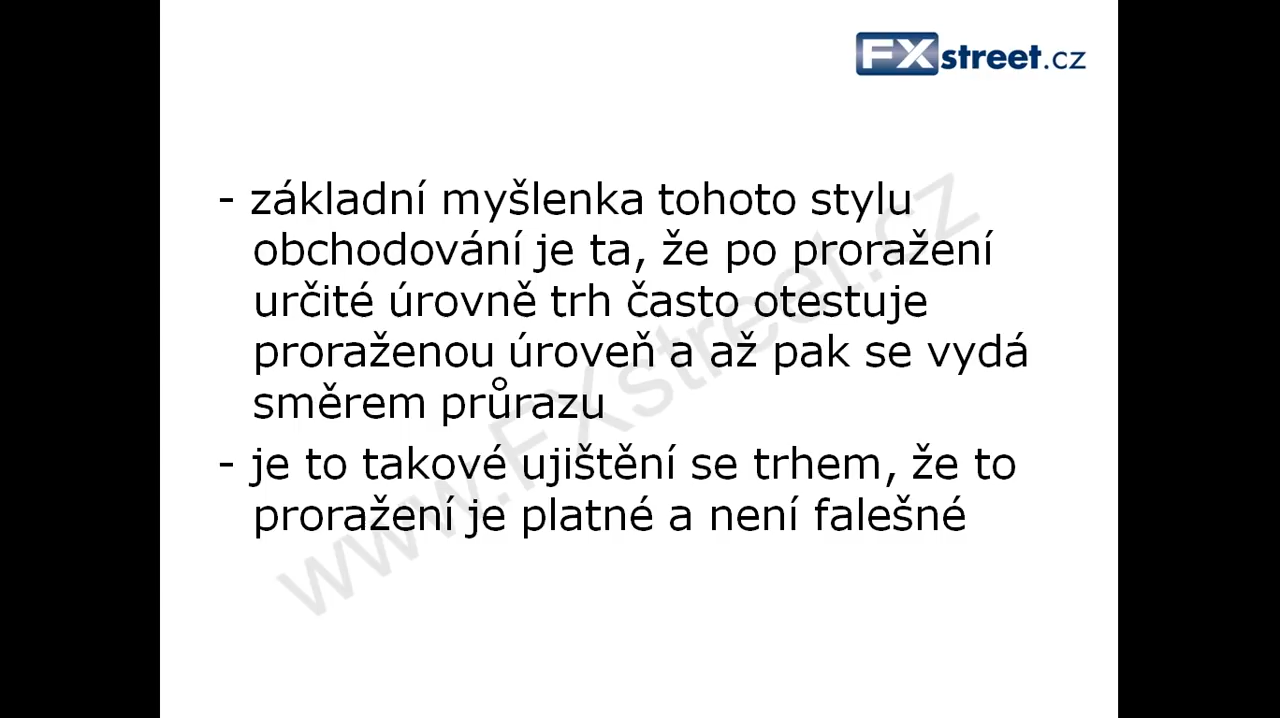 FXstreet.cz
- základní myšlenka tohoto stylu
obchodování je ta, že po proražení
určité úrovně trh často otestuje
proraženou úroveň a až pak se vydá
směrem průrazu
- je to takové ujištění se trhem, že to
proražení je platné a není falešné
www.FXstreet.cz